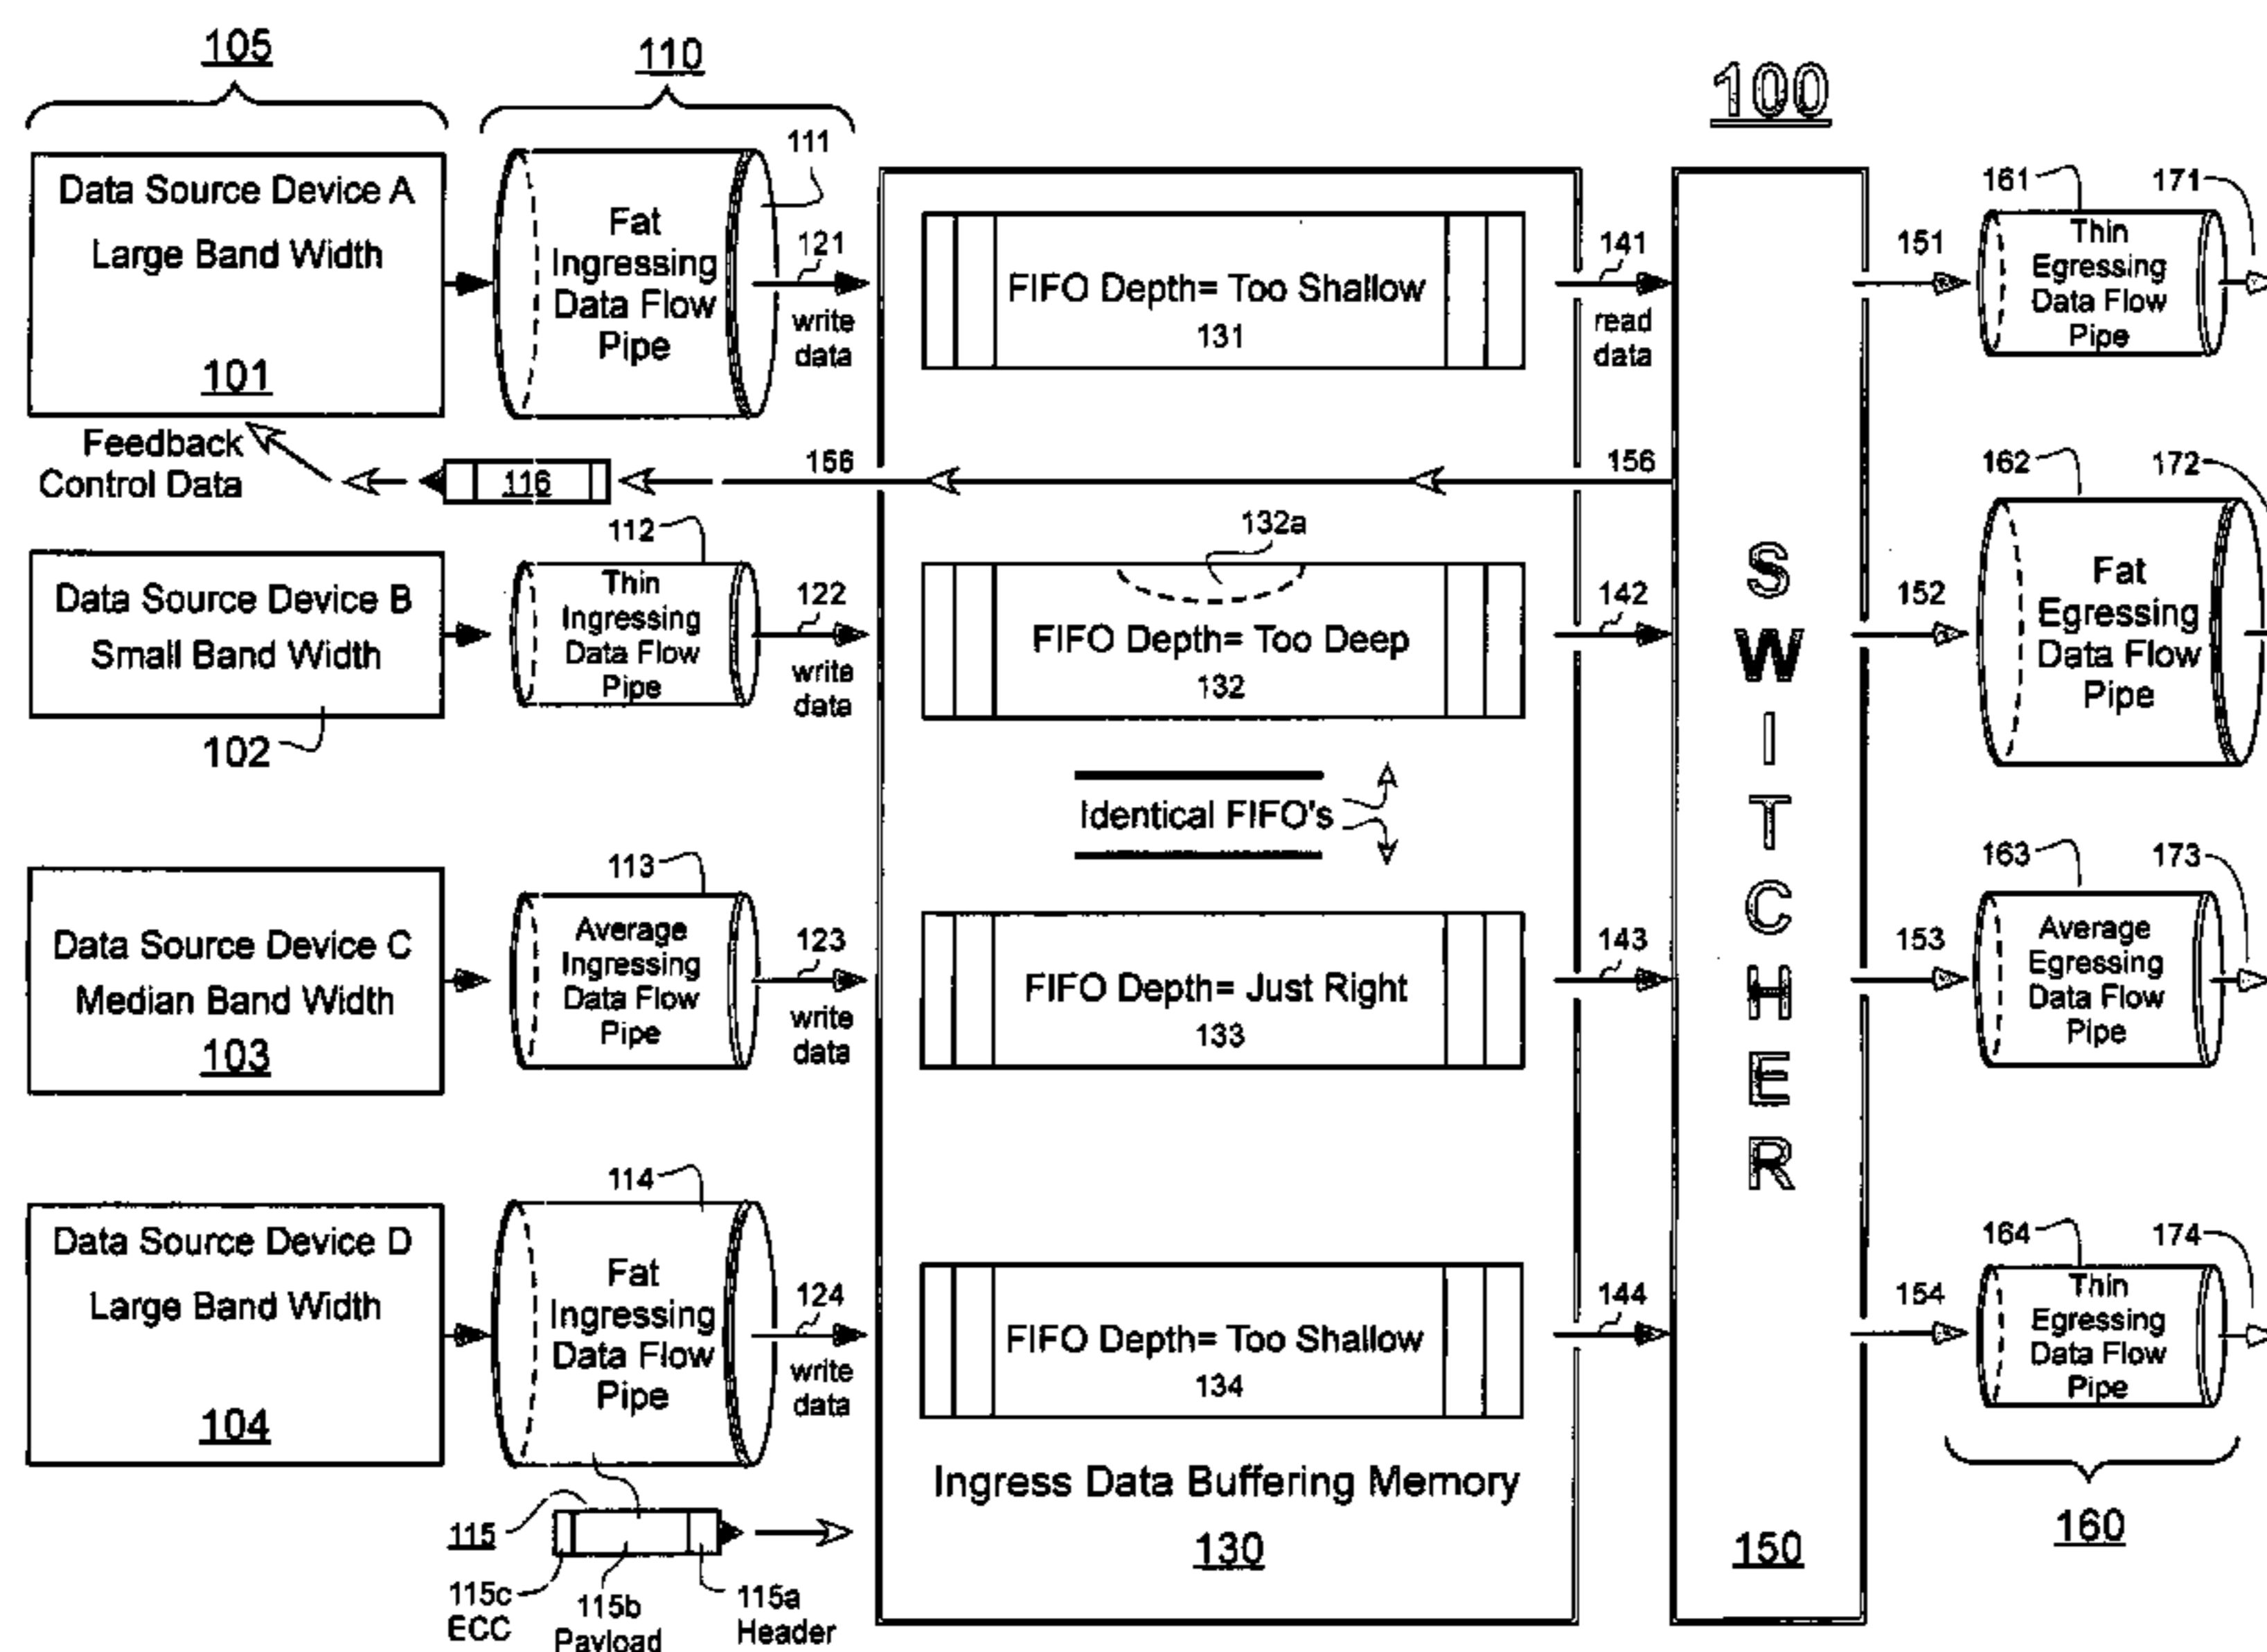 105
110
100
Data Source Device A
Large Band Width
101
Fat
Ingressing
Data Flow
Pipe
111
121
write
data
FIFO Depth= Too Shallow
131
141
read
data
151
161
Thin
Egressing
Data Flow
Pipe
171
Feedback
Control Data
116
156
156
Data Source Device B
Small Band Width
102
112
Thin
Ingressing
Data Flow
Pipe
122
write
data
132a
FIFO Depth= Too Deep
132
142
152
162
Fat
Egressing
Data Flow
Pipe
172
Identical FIFO's
SWITCHER
150
Data Source Device C
Median Band Width
103
113
Average
Ingressing
Data Flow
Pipe
123
write
data
FIFO Depth= Just Right
133
143
153
163
Average
Egressing
Data Flow
Pipe
173
Data Source Device D
Large Band Width
104
114
Fat
Ingressing
Data Flow
Pipe
124
write
data
FIFO Depth= Too Shallow
134
144
154
164
Thin
Egressing
Data Flow
Pipe
174
160
Ingress Data Buffering Memory
130
115
115c
ECC
115b
Payload
115a
Header